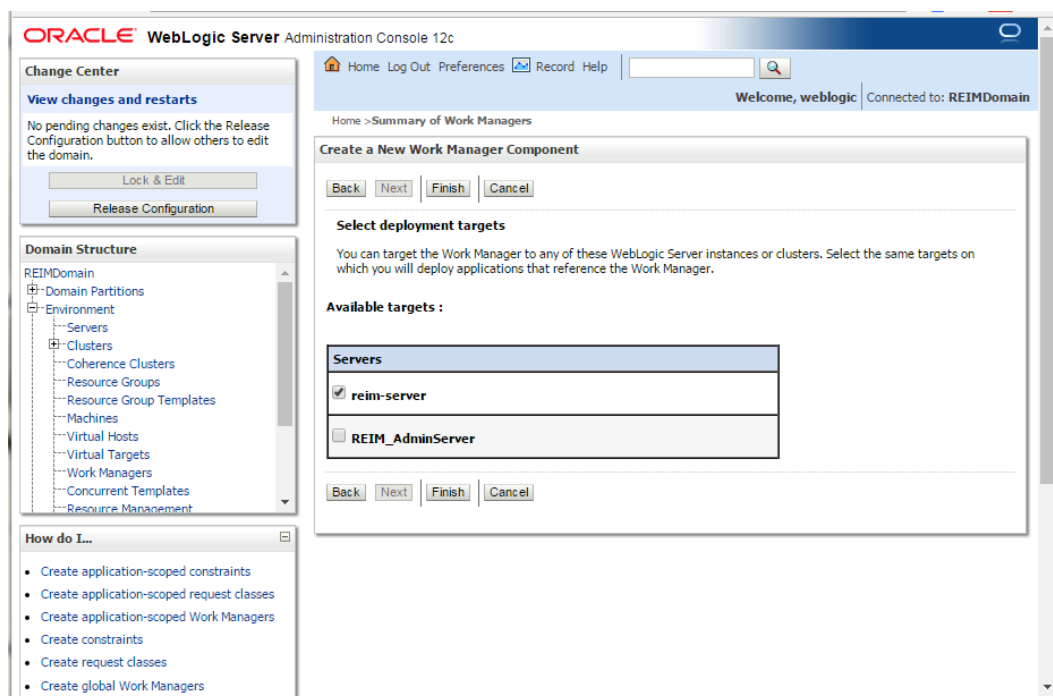 ORACLE WebLogic Server Administration Console 12c
Change Center
View changes and restarts
No pending changes exist. Click the Release
Configuration button to allow others to edit
the domain.
Lock & Edit
Release Configuration
Domain Structure
REIMDomain
Domain Partitions
Environment
Servers
Clusters
Coherence Clusters
Resource Groups
Resource Group Templates
Machines
Virtual Hosts
Virtual Targets
Work Managers
Concurrent Templates
Resource Management
How do I...
Create application-scoped constraints
Create application-scoped request classes
Create application-scoped Work Managers
Create constraints
Create request classes
Create global Work Managers
Home Log Out Preferences Record Help
Welcome, weblogic Connected to: REIMDomain
Home >Summary of Work Managers
Create a New Work Manager Component
Back Next Finish Cancel
Select deployment targets
You can target the Work Manager to any of these WebLogic Server instances or clusters. Select the same targets on
which you will deploy applications that reference the Work Manager.
Available targets :
Servers
reim-server
REIM_AdminServer
Back Next Finish Cancel